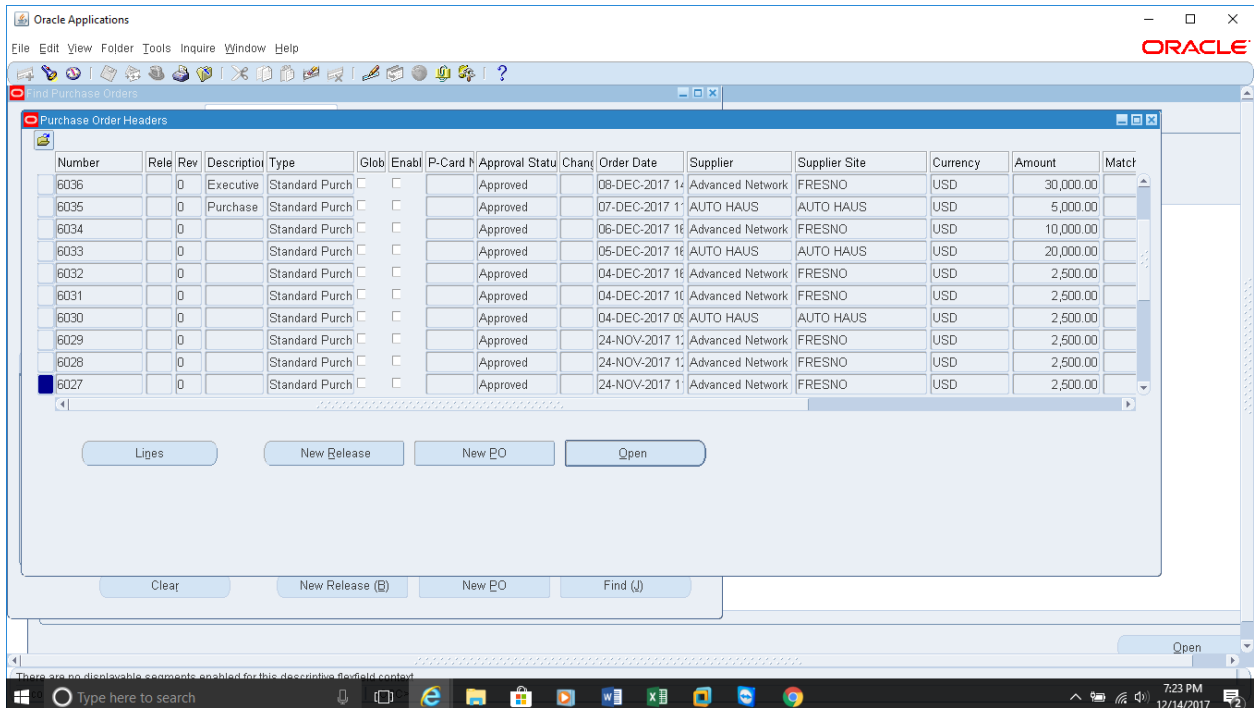 Oracle Applications
File Edit View Folder Tools Inquire Window Help
ORACLE
Find Purchase Orders
Purchase Order Headers
Number Rele Rev Description Type Glob Enabl P-Card N Approval Statu Chang Order Date Supplier Supplier Site Currency Amount Match
6036 0 Executive Standard Purch Approved 08-DEC-2017 14 Advanced Network FRESNO USD 30,000.00
6035 0 Purchase Standard Purch Approved 07-DEC-2017 11 AUTO HAUS AUTO HAUS USD 5,000.00
6034 0 Standard Purch Approved 06-DEC-2017 16 Advanced Network FRESNO USD 10,000.00
6033 0 Standard Purch Approved 05-DEC-2017 16 AUTO HAUS AUTO HAUS USD 20,000.00
6032 0 Standard Purch Approved 04-DEC-2017 16 Advanced Network FRESNO USD 2,500.00
6031 0 Standard Purch Approved 04-DEC-2017 10 Advanced Network FRESNO USD 2,500.00
6030 0 Standard Purch Approved 04-DEC-2017 09 AUTO HAUS AUTO HAUS USD 2,500.00
6029 0 Standard Purch Approved 24-NOV-2017 12 Advanced Network FRESNO USD 2,500.00
6028 0 Standard Purch Approved 24-NOV-2017 12 Advanced Network FRESNO USD 2,500.00
6027 0 Standard Purch Approved 24-NOV-2017 11 Advanced Network FRESNO USD 2,500.00
Lines New Release New PO Open
Clear New Release (B) New PO Find (J)
Open
There are no displayable segments enabled for this descriptive flexfield context
Type here to search
7:23 PM
12/14/2017